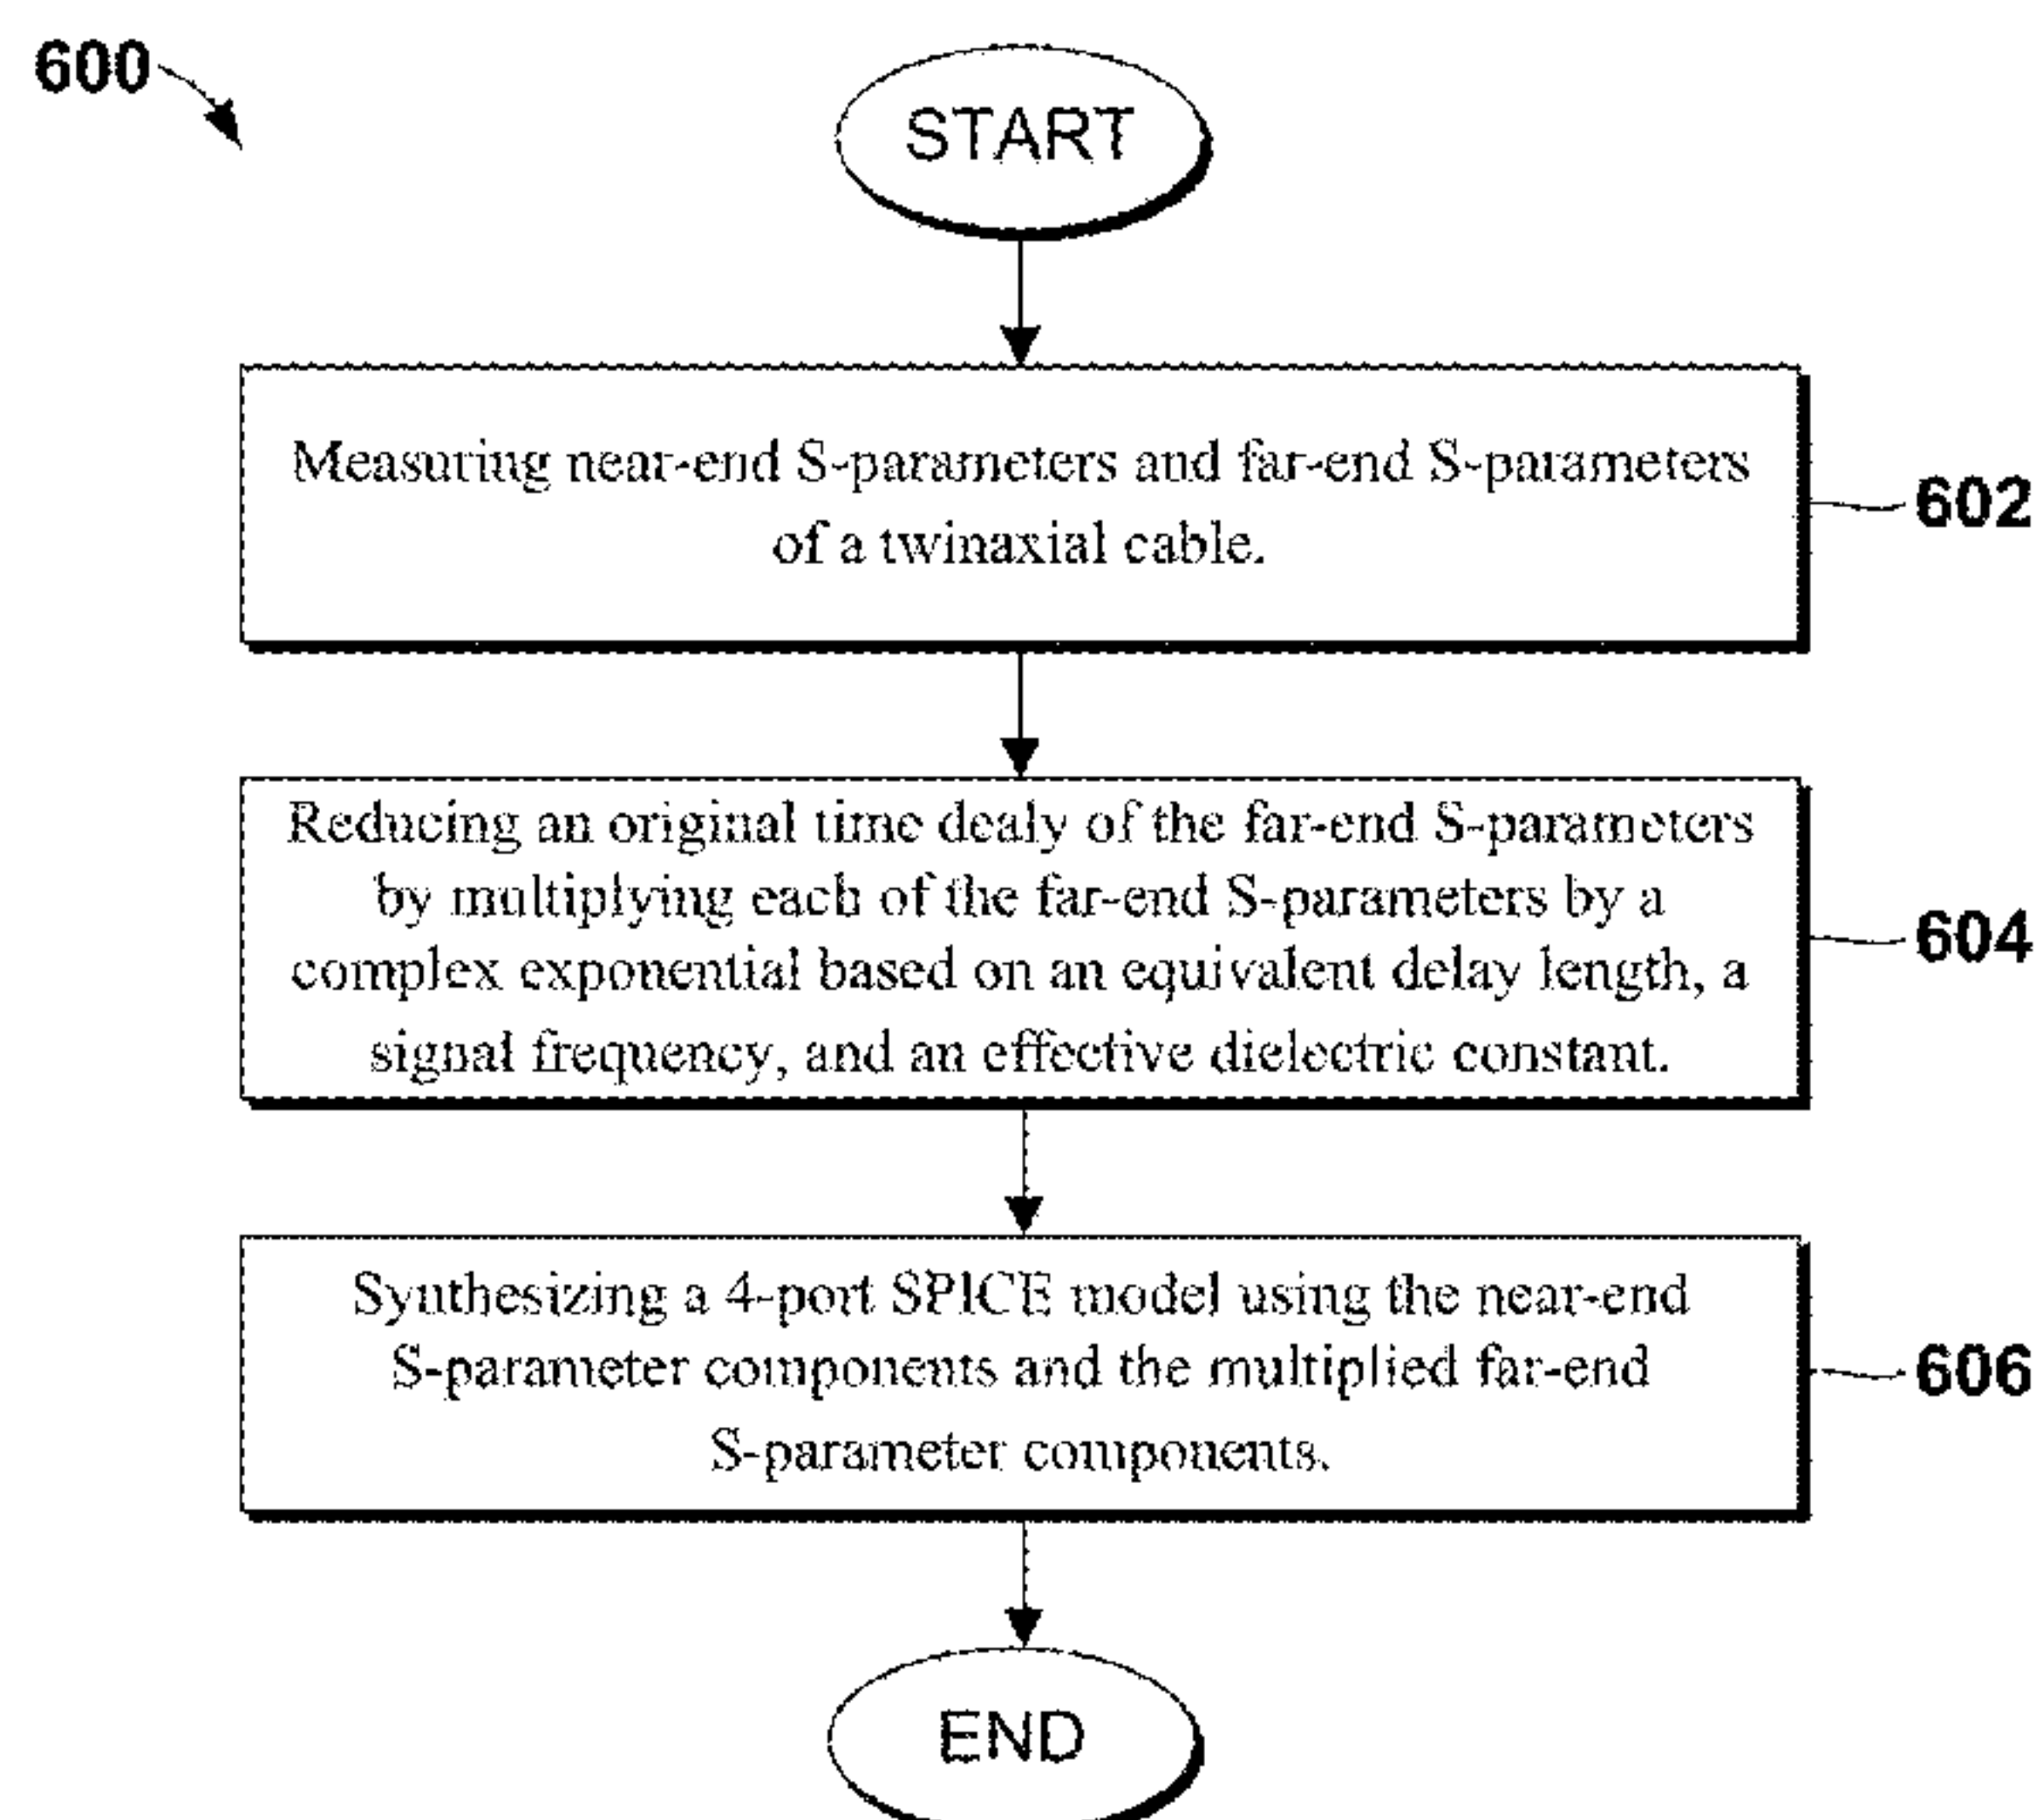 600
START
Measuring near-end S-parameters and far-end S-parameters
of a twinaxial cable.
602
Reducing an original time dealy of the far-end S-parameters
by multiplying each of the far-end S-parameters by a
complex exponential based on an equivalent delay length, a
signal frequency, and an effective dielectric constant.
604
Synthesizing a 4-port SPICE model using the near-end
S-parameter components and the multiplied far-end
S-parameter components.
606
END